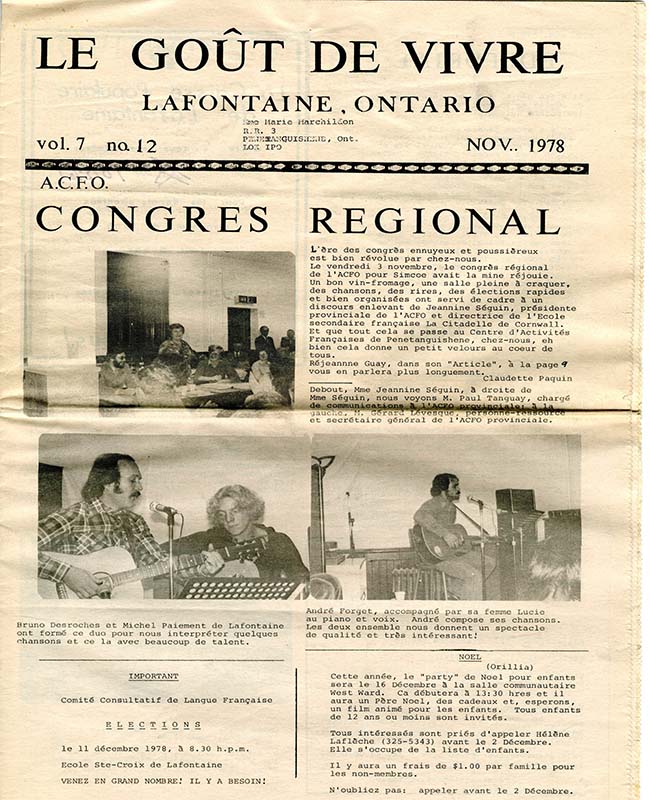 LE GOÛT DE VIVRE
LAFONTAINE, ONTARIO
Mme Marie Marchildon
R.R. 3
PENETANGUISHENE, Ont.
LOK IPO
vol. 7 no. 12
NOV.. 1978
A.C.F.O.
CONGRES REGIONAL
L'ère des congrès ennuyeux et poussiéreux
est bien révolue par chez-nous.
Le vendredi 3 novembre, le congrès régional
de l'ACFO pour Simcoe avait la mine réjouie.
Un bon vin-fromage, une salle pleine à craquer,
des chansons, des rires, des élections rapides
et bien organisées ont servi de cadre à un
discours enlevant de Jeannine Séguin, présidente
provinciale de l'ACFO et directrice de l'Ecole
secondaire française La Citadelle de Cornwall.
Et que tout cela se passe au Centre d'Activités
Françaises de Penetanguishene, chez-nous, eh
bien cela donne un petit velours au coeur de
tous.
Réjeannne Guay, dans son "Article", à la page 9
vous en parlera plus longuement.
Claudette Paquin
Debout, Mme Jeannine Séguin, à droite de
Mme Séguin, nous voyons M. Paul Tanguay, chargé
de communications à l'ACFO provinciale; à la
gauche, M. Gérard Lévesque, personne-ressource
et secrétaire général de l'ACFO provinciale.
Bruno Desroches et Michel Paiement de Lafontaine
ont formé ce duo pour nous interpréter quelques
chansons et ce la avec beaucoup de talent.
André Forget, accompagné par sa femme Lucie
au piano et voix. André compose ses chansons.
Les deux ensemble nous donnent un spectacle
de qualité et très intéressant!
IMPORTANT
Comité Consultatif de Langue Française
E L E C T I O N S
le 11 décembre 1978, à 8.30 h.p.m.
Ecole Ste-Croix de Lafontaine
VENEZ EN GRAND NOMBRE! IL Y A BESOIN!
NOEL
(Orillia)
Cette année, le "party" de Noel pour enfants
sera le 16 Décembre à la salle communautaire
West Ward. Ca débutera à 13:30 hres et il
aura un Père Noel, des cadeaux et, esperons,
un film animé pour les enfants. Tous enfants
de 12 ans ou moins sont invités.
Tous intéressés sont priés d'appeler Hélène
Laflèche (325-5343) avant le 2 Décembre.
Elle s'occupe de la liste d'enfants.
Il y aura un frais de $1.00 par famille pour
les non-membres.
N'oubliez pas: appeler avant le 2 Décembre.